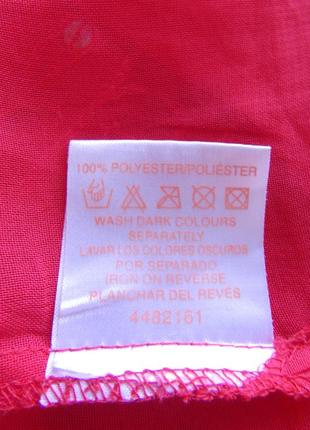 100% POLYESTER/POLIÉSTER
WASH DARK COLOURS
SEPARATELY
LAVAR LOS DOLORES OSCUROS
POR SEPARADO
IRON ON REVERSE
PLANCHAR DEL REVÉS
4482161